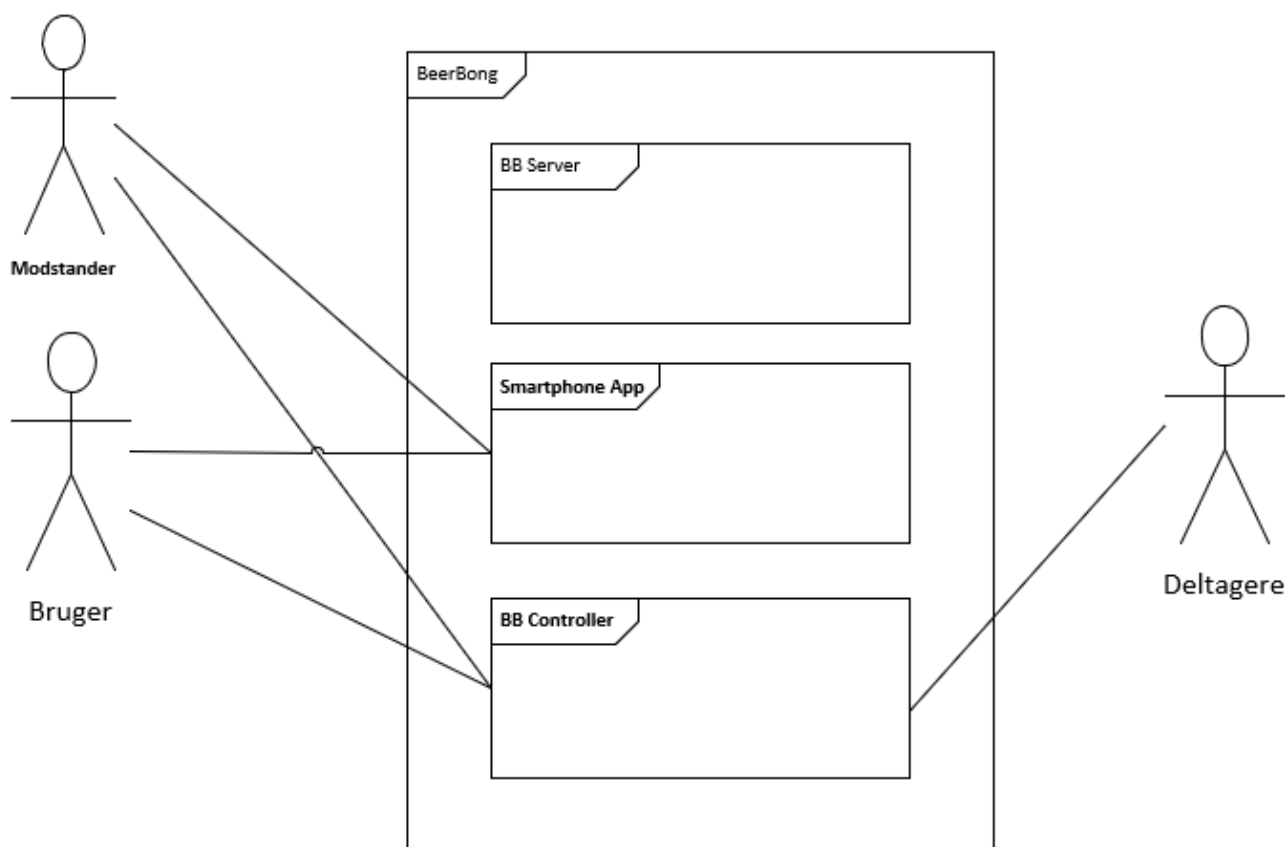 BeerBong
BB Server
Modstander
Smartphone App
Bruger
Deltagere
BB Controller